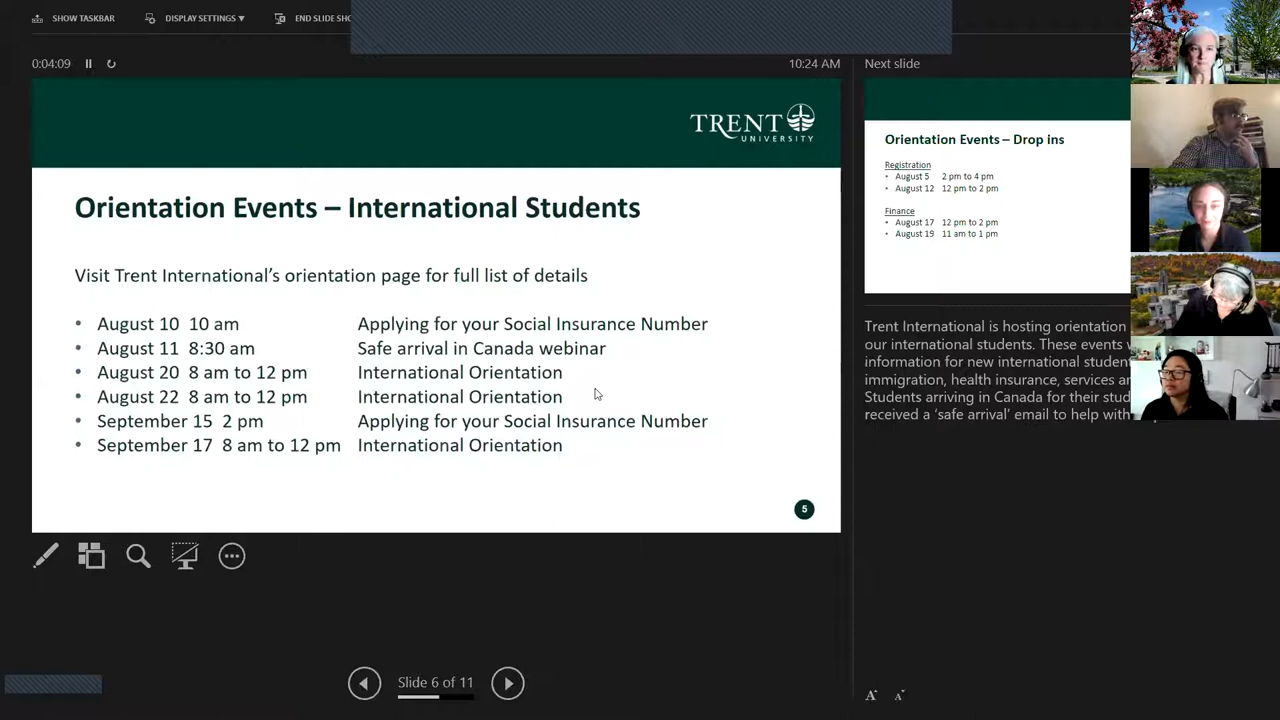 SHOW TASKBAR
DISPLAY SETTINGS ▼
END SLIDE
0:04:09
10:24 AM
TRENT
UNIVERSITY
Orientation Events – International Students
Visit Trent International's orientation page for full list of details
• August 10 10 am Applying for your Social Insurance Number
• August 11 8:30 am Safe arrival in Canada webinar
• August 20 8 am to 12 pm International Orientation
• August 22 8 am to 12 pm International Orientation
• September 15 2 pm Applying for your Social Insurance Number
• September 17 8 am to 12 pm International Orientation
5
Slide 6 of 11
Next slide
Orientation Events – Drop ins
Registration
• August 5 2 pm to 4 pm
• August 12 12 pm to 2 pm
Finance
• August 17 12 pm to 2 pm
• August 19 11 am to 1 pm
Trent International is hosting orientation
our international students. These events
information for new international
immigration, health insurance, services
Students arriving in Canada for their
received a 'safe arrival' email to help with
A A